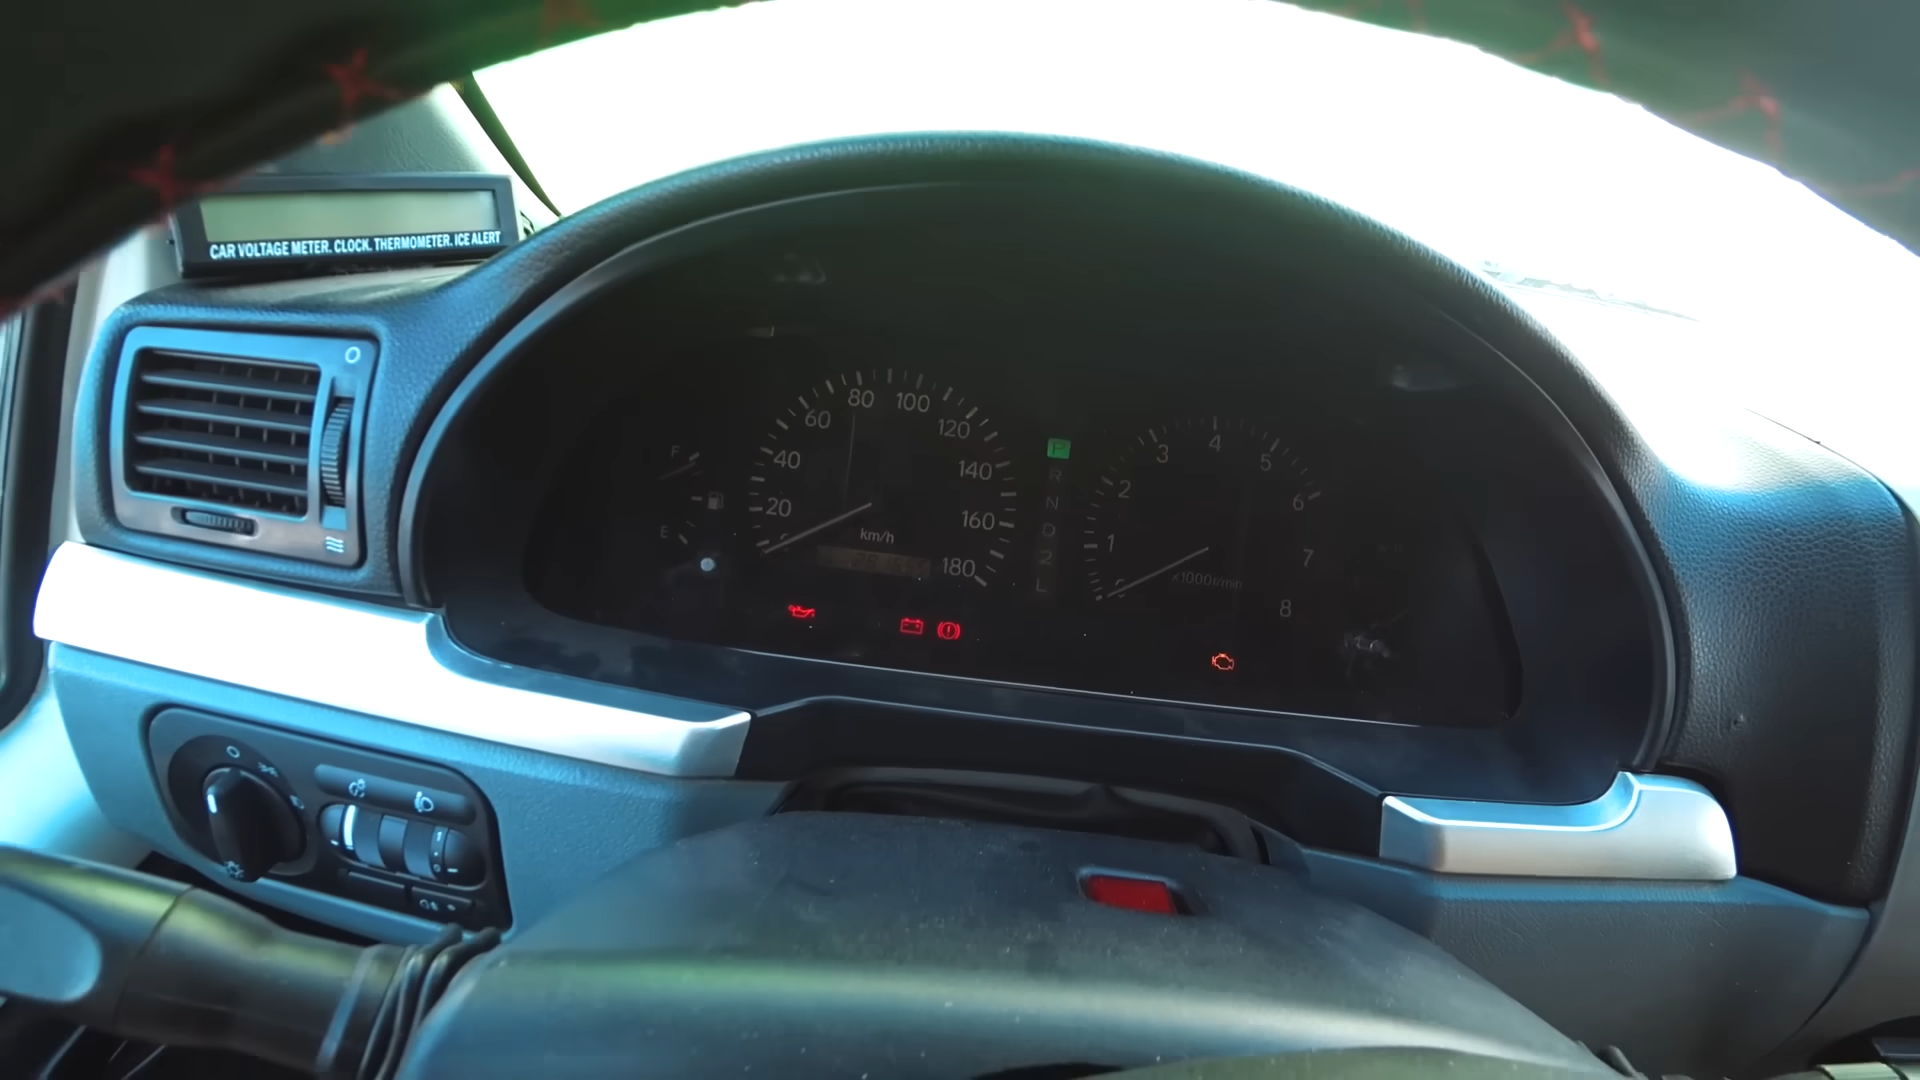 CAR VOLTAGE METER. CLOCK. THERMOMETER. ICE ALERT
F
E
20
40
60
80
100
120
140
160
180
km/h
P
R
N
D
2
L
1
2
3
4
5
6
7
8
x1000r/min